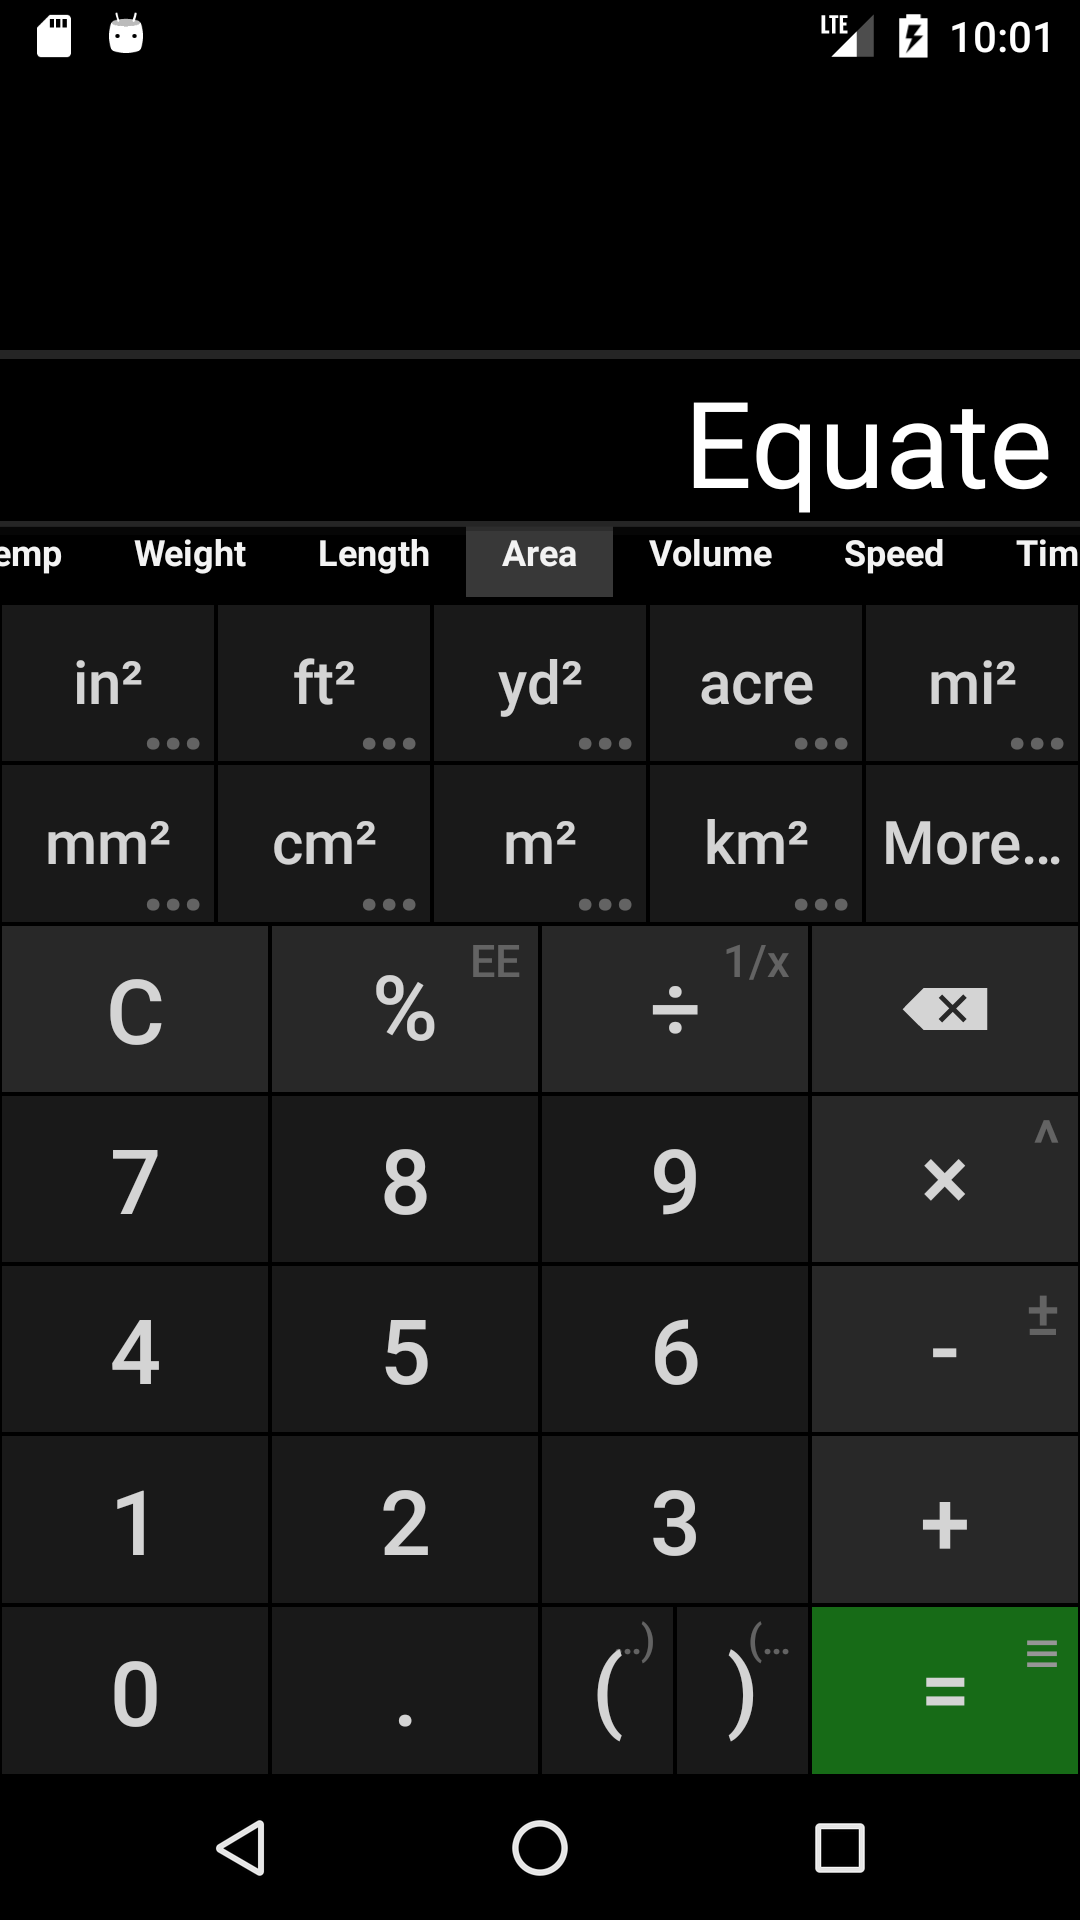 LTE 10:01
Equate
emp Weight Length Area Volume Speed Tim
in² ft² yd² acre mi²
mm² cm² m² km² More...
C % EE ÷ 1/x
7 8 9 × ^
4 5 6 - ±
1 2 3 +
0 . ( ..) ) (... =